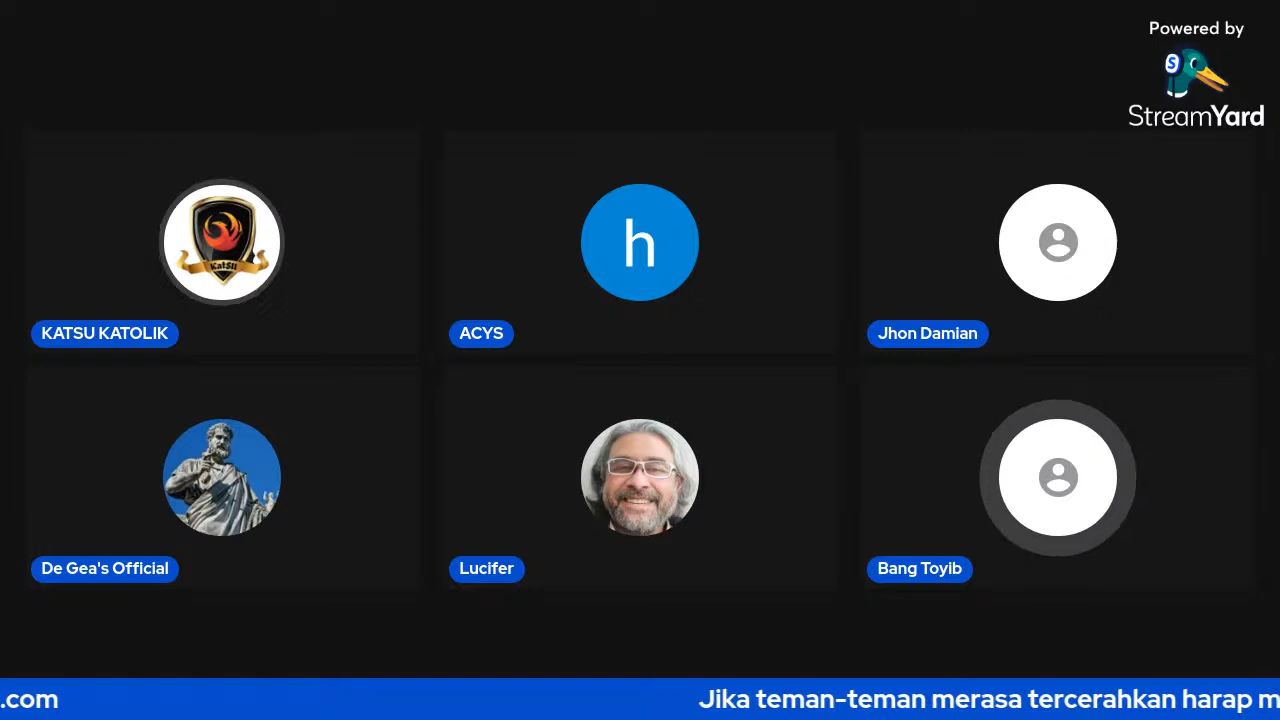 Powered by
StreamYard
KatSu
h
KATSU KATOLIK
ACYS
Jhon Damian
De Gea's Official
Lucifer
Bang Toyib
.com
Jika teman-teman merasa tercerahkan harap m